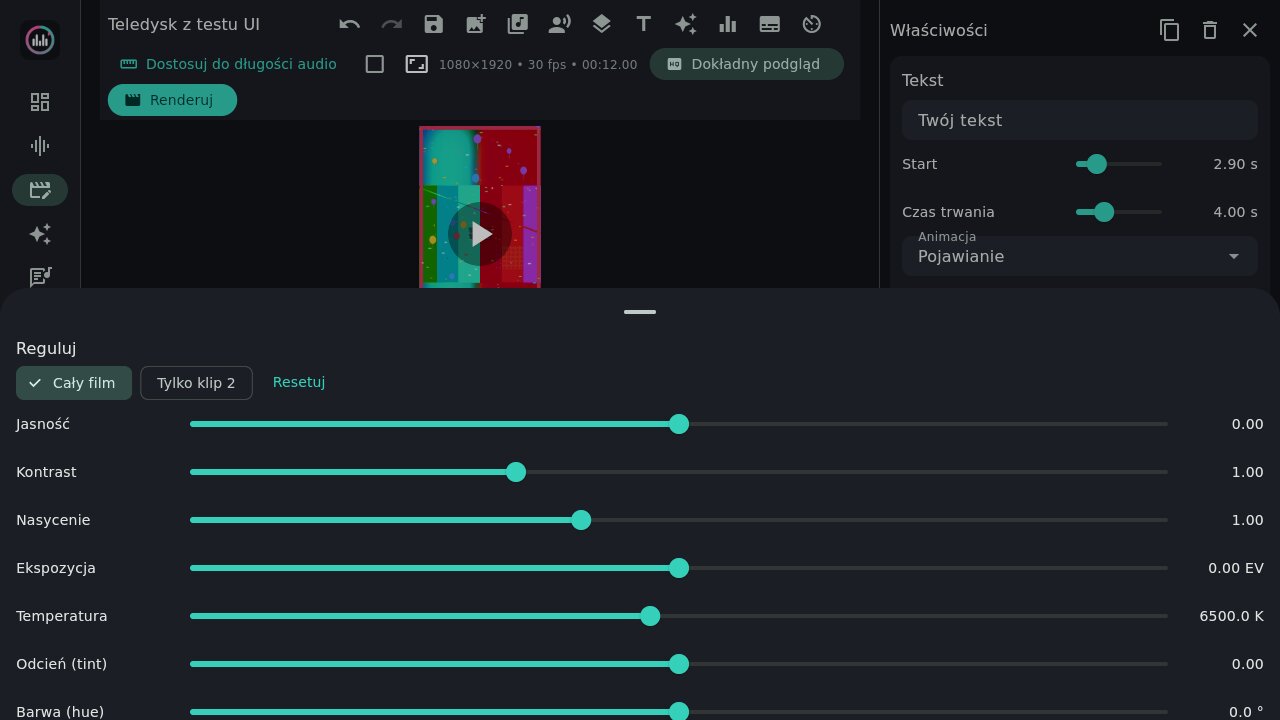 Teledysk z testu UI
Dostosuj do długości audio
1080×1920 • 30 fps • 00:12.00
HQ Dokładny podgląd
Renderuj
Właściwości
Tekst
Twój tekst
Start 2.90 s
Czas trwania 4.00 s
Animacja
Pojawianie
Reguluj
Cały film
Tylko klip 2
Resetuj
Jasność 0.00
Kontrast 1.00
Nasycenie 1.00
Ekspozycja 0.00 EV
Temperatura 6500.0 K
Odcień (tint) 0.00
Barwa (hue) 0.0 °